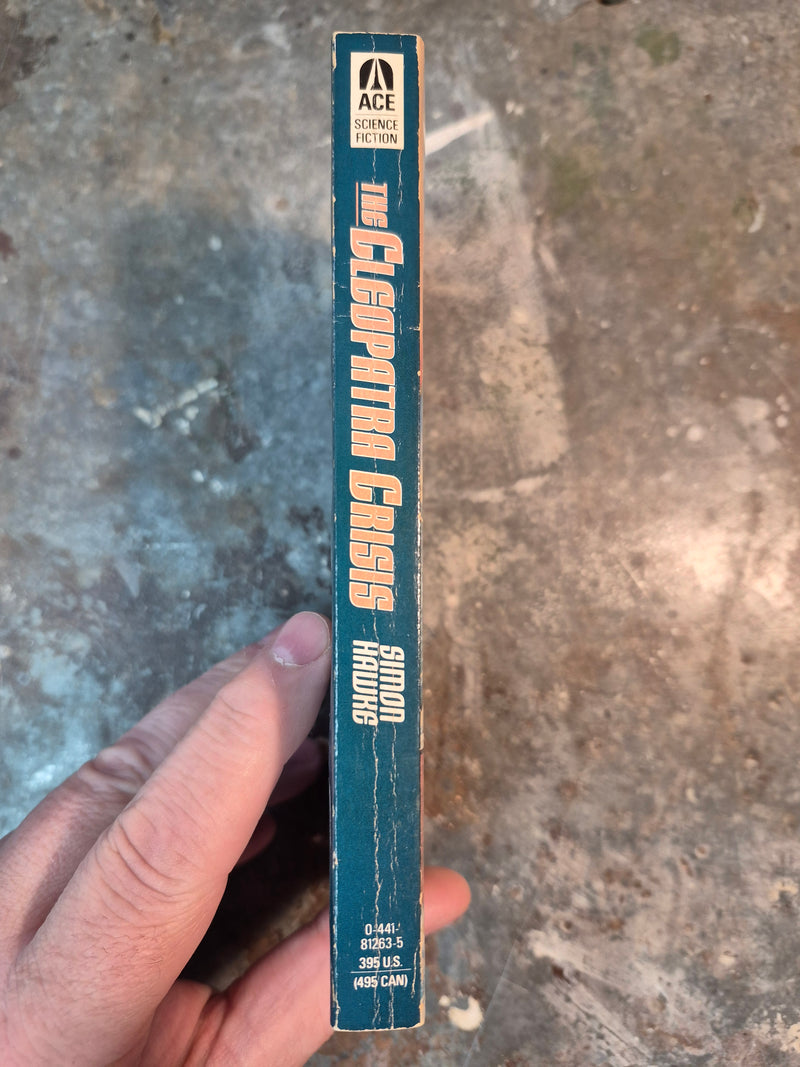 ACE
SCIENCE
FICTION
THE CLEOPATRA CRISIS
SIMON
HAWKE
0-441-
81263-5
395 U.S.
(495 CAN)